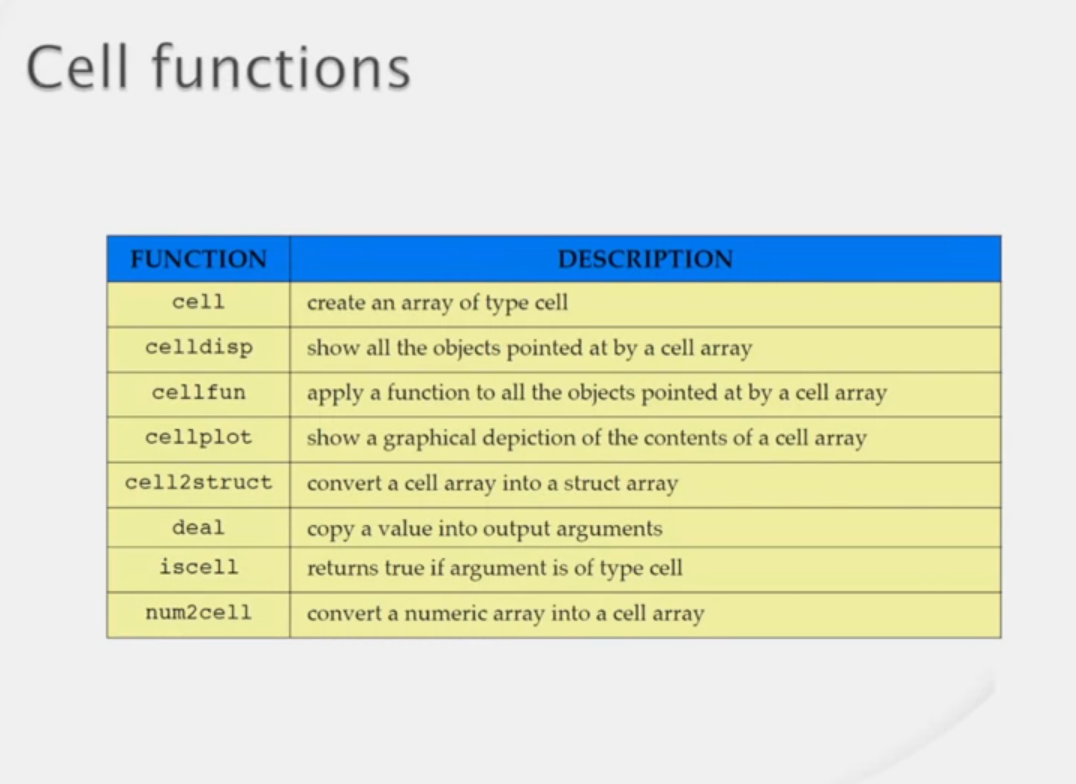 Cell functions
FUNCTION DESCRIPTION
cell create an array of type cell
celldisp show all the objects pointed at by a cell array
cellfun apply a function to all the objects pointed at by a cell array
cellplot show a graphical depiction of the contents of a cell array
cell2struct convert a cell array into a struct array
deal copy a value into output arguments
iscell returns true if argument is of type cell
num2cell convert a numeric array into a cell array